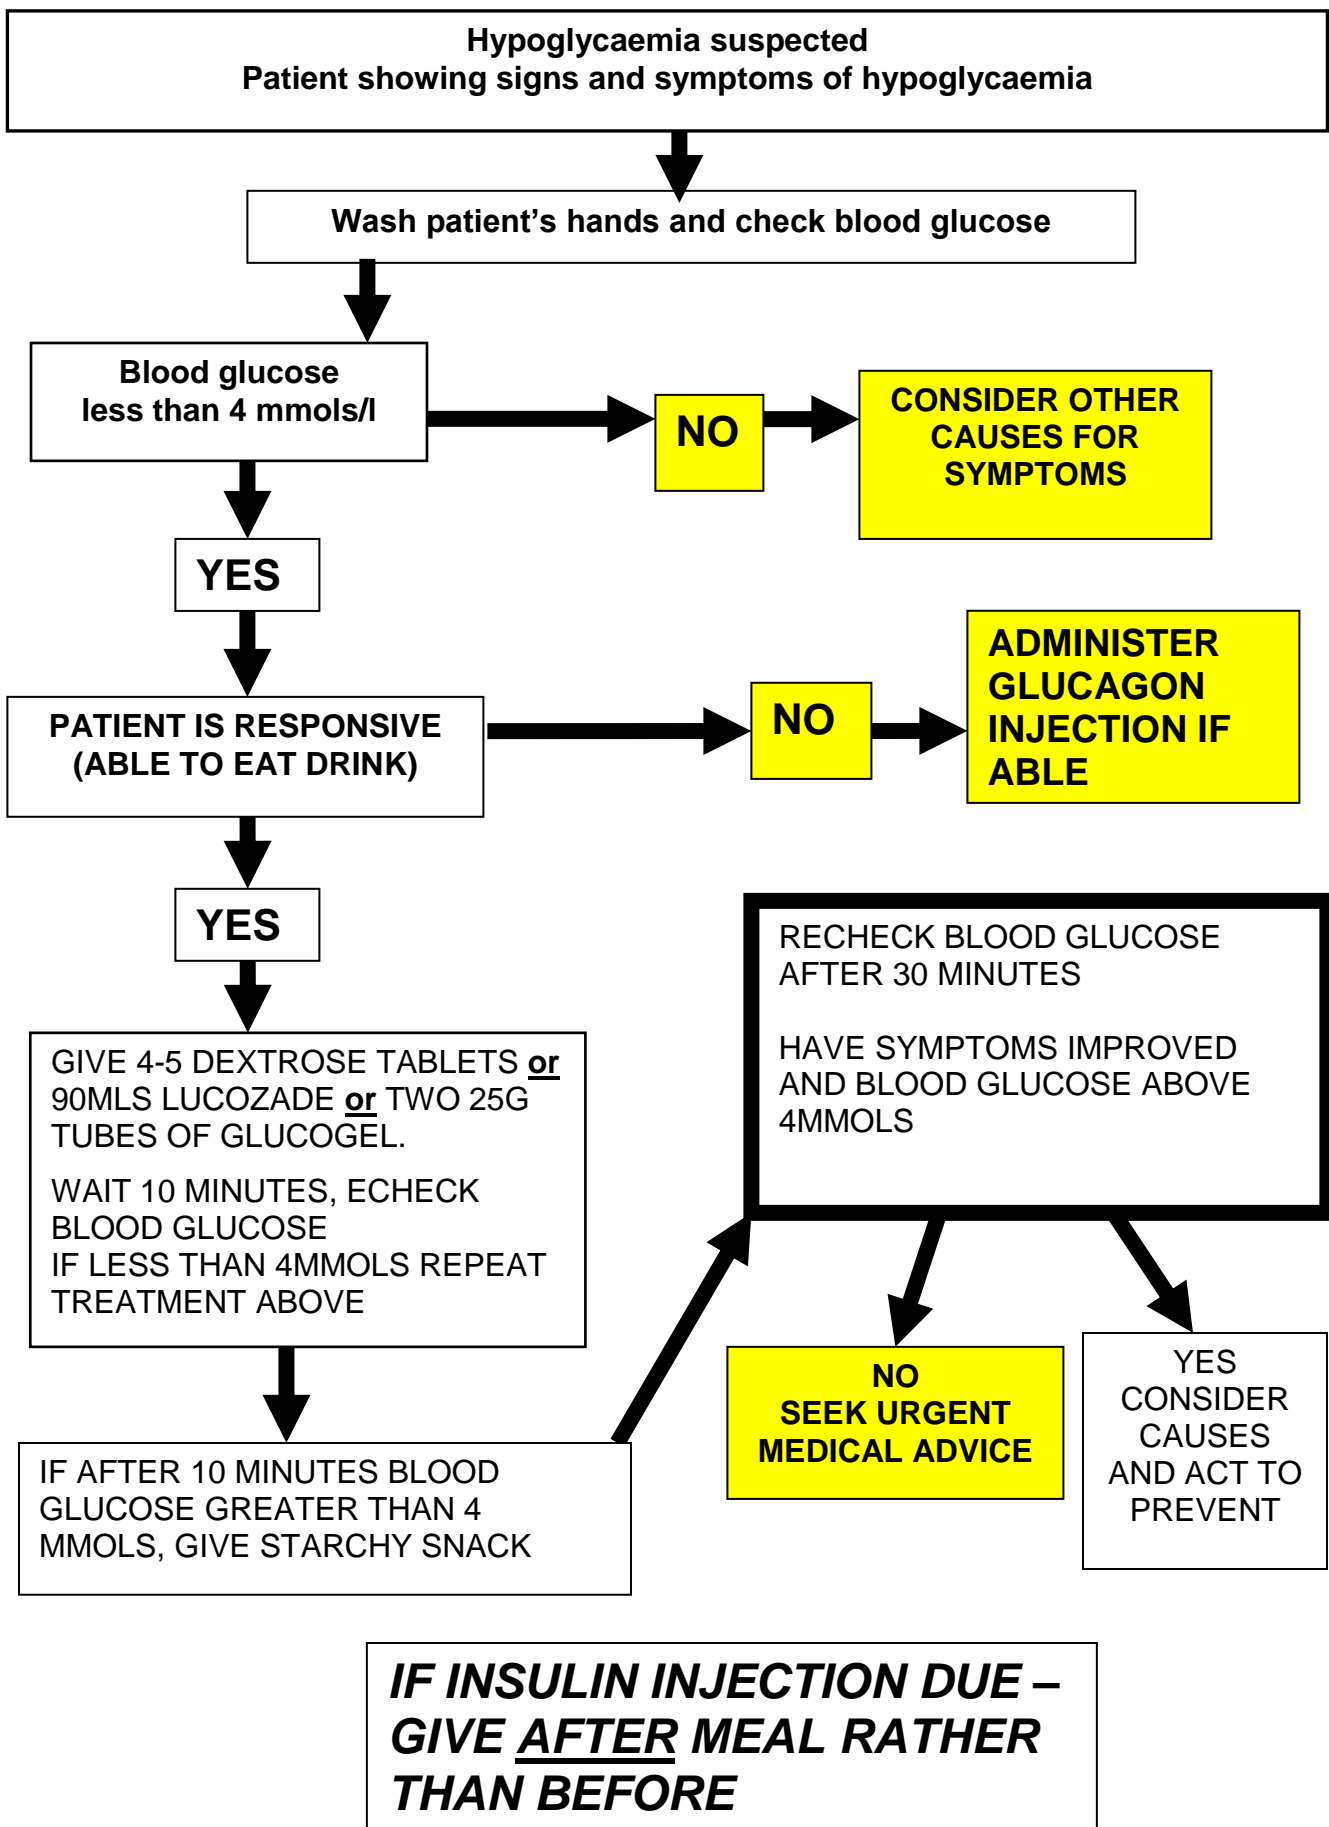 Hypoglycaemia suspected
Patient showing signs and symptoms of hypoglycaemia
Wash patient’s hands and check blood glucose
Blood glucose
less than 4 mmols/l
NO
CONSIDER OTHER
CAUSES FOR
SYMPTOMS
YES
PATIENT IS RESPONSIVE
(ABLE TO EAT DRINK)
NO
ADMINISTER
GLUCAGON
INJECTION IF
ABLE
YES
GIVE 4-5 DEXTROSE TABLETS or
90MLS LUCOZADE or TWO 25G
TUBES OF GLUCOGEL.
WAIT 10 MINUTES, ECHECK
BLOOD GLUCOSE
IF LESS THAN 4MMOLS REPEAT
TREATMENT ABOVE
IF AFTER 10 MINUTES BLOOD
GLUCOSE GREATER THAN 4
MMOLS, GIVE STARCHY SNACK
RECHECK BLOOD GLUCOSE
AFTER 30 MINUTES
HAVE SYMPTOMS IMPROVED
AND BLOOD GLUCOSE ABOVE
4MMOLS
NO
SEEK URGENT
MEDICAL ADVICE
YES
CONSIDER
CAUSES
AND ACT TO
PREVENT
IF INSULIN INJECTION DUE –
GIVE AFTER MEAL RATHER
THAN BEFORE